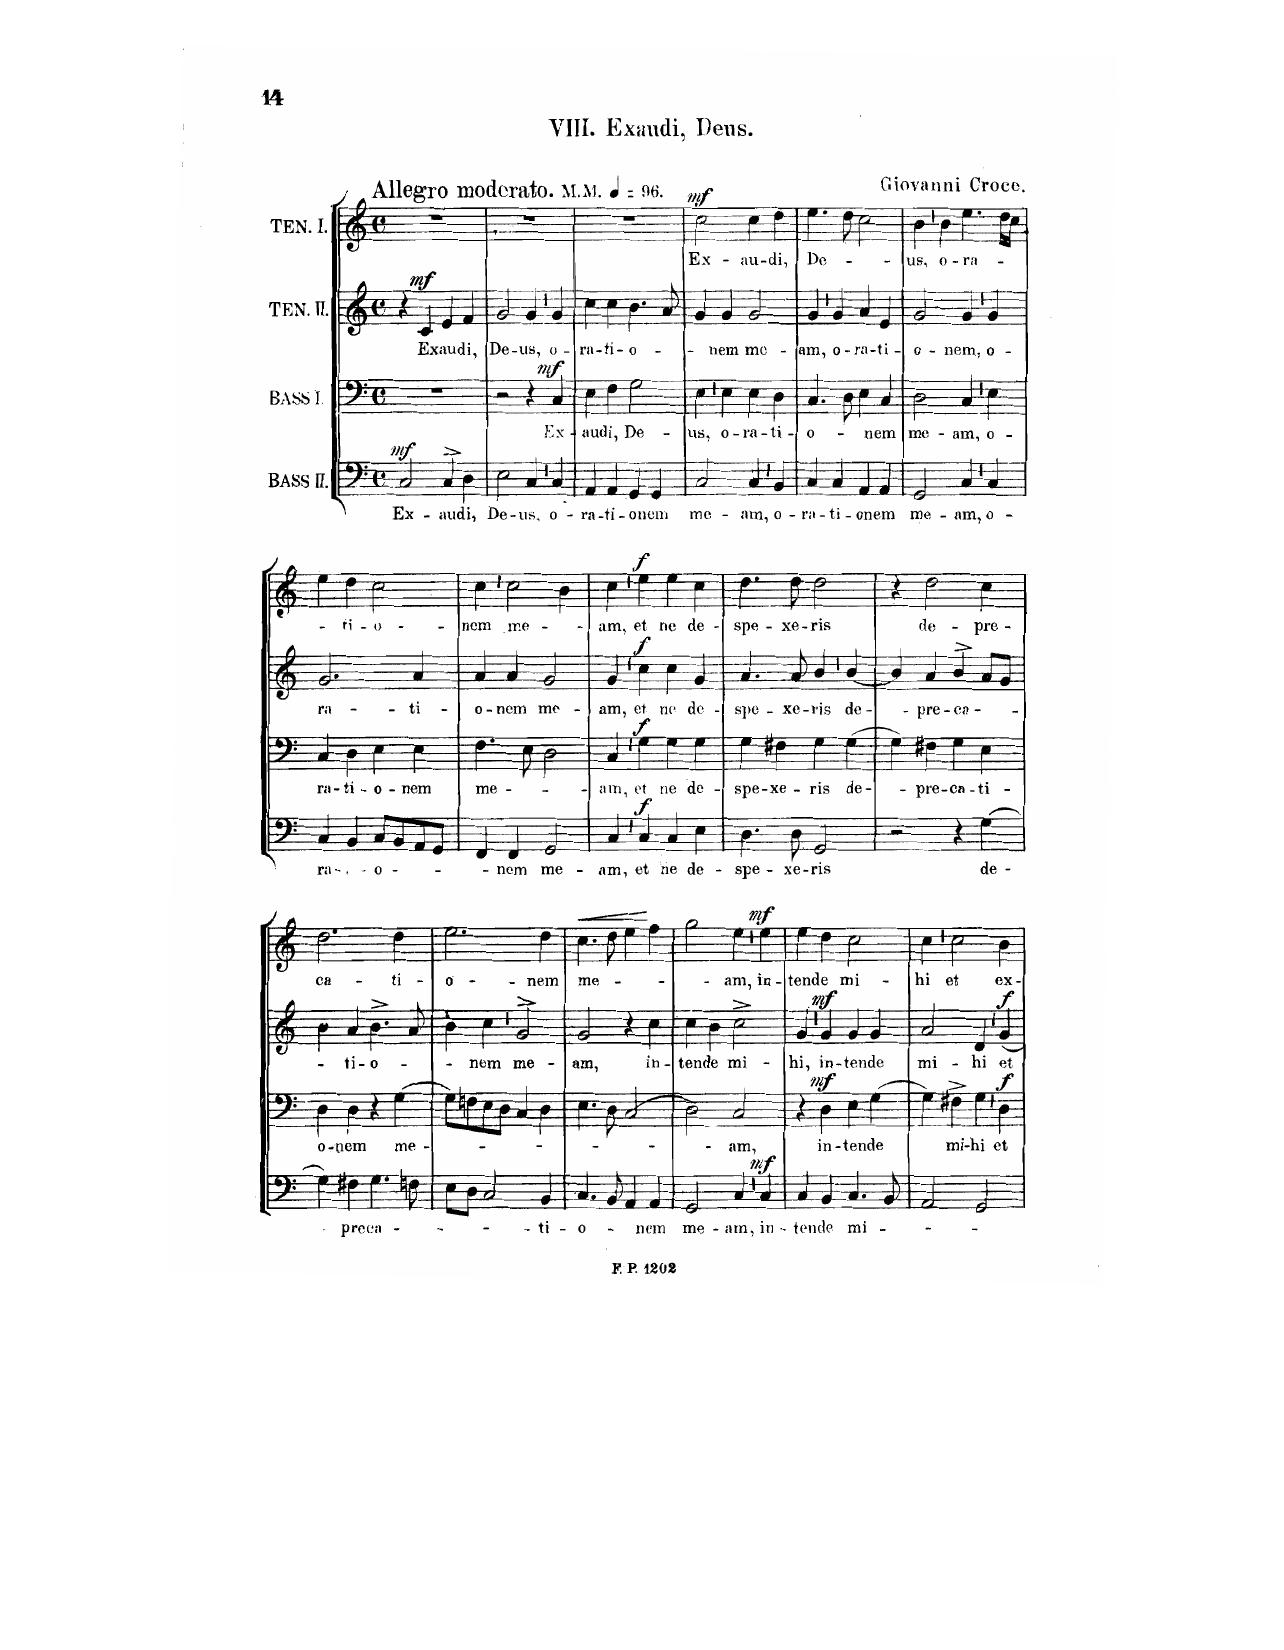 14
VIII. Exaudi, Deus.
Allegro moderato. M.M. ♩ = 96.
Giovanni Croce.
mf
TEN. I.
Ex - au-di, De - - us, o-ra -
mf
TEN. II.
Exaudi, De-us, o-ra-ti-o - - nem me - am, o-ra-ti-o - nem, o -
mf
BASS I.
Ex - audi, De - us, o-ra-ti-o - nem me - am, o -
mf
BASS II.
Ex - audi, De-us, o - ra-ti-onem me - am, o - ra-ti-onem me - am, o -
f
- ti - o - - nem me - - am, et ne de - spe - xe-ris de - pre -
f
ra - - ti - o-nem me - am, et ne de - spe - xe-ris de - - pre-ca - -
f
ra-ti-o-nem me - - - am, et ne de - spe-xe - ris de - - pre-ca-ti -
f
ra - - o - - - nem me - am, et ne de - spe - xe-ris de -
mf
ca - ti - o - - nem me - - - am, in - tende mi - hi et ex -
mf f
- ti-o - - nem me - am, in - tende mi - hi, in-tende mi - hi et
mf f
o-nem me - - - - - - - am, in-tende mi-hi et
mf
preca - - - - ti - o - nem me - am, in - tende mi - - -
F. P. 1202